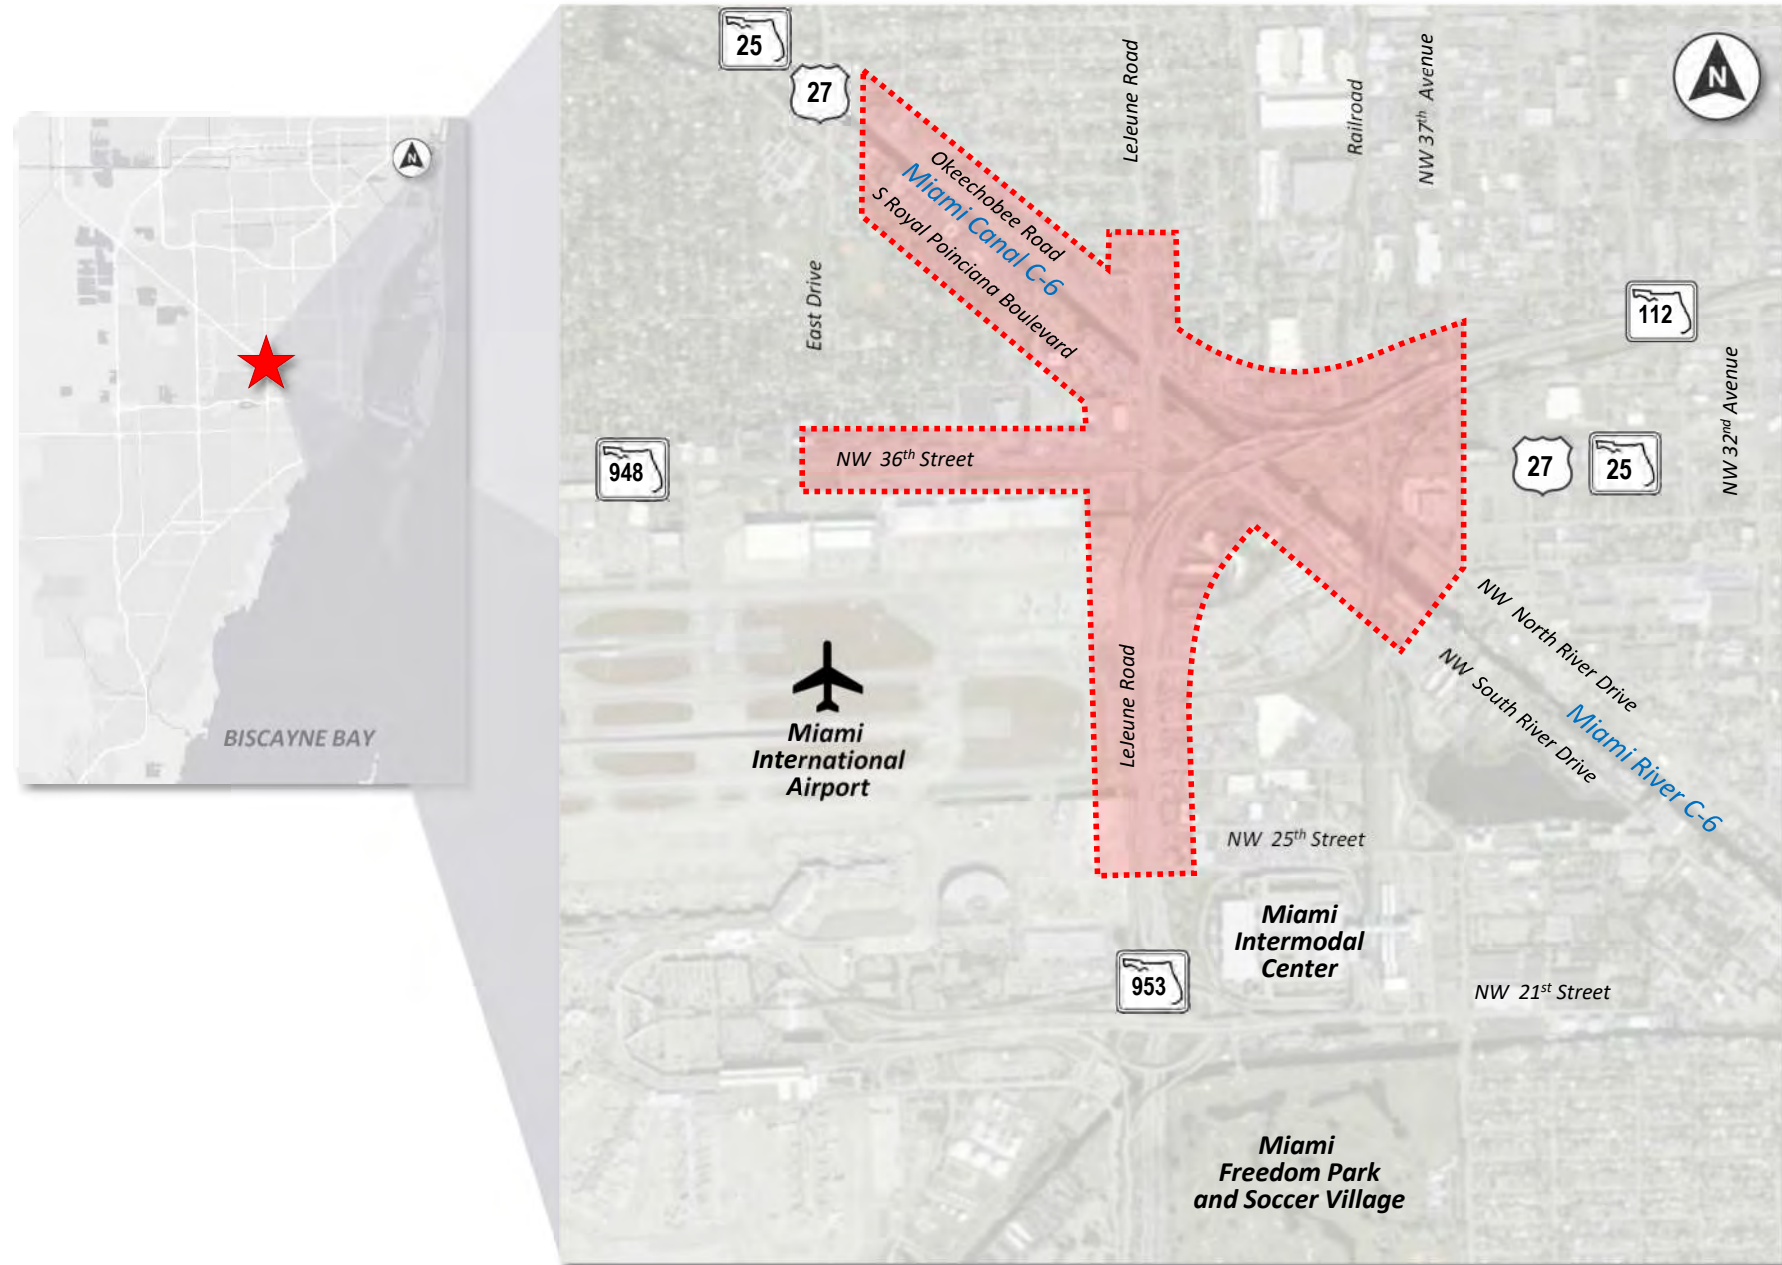 N
BISCAYNE BAY
25
27
LeJeune Road
Railroad
NW 37th Avenue
N
Okeechobee Road
Miami Canal C-6
S Royal Poinciana Boulevard
East Drive
112
NW 32nd Avenue
948
NW 36th Street
27
25
NW North River Drive
NW South River Drive
Miami River C-6
LeJeune Road
Miami
International
Airport
NW 25th Street
Miami
Intermodal
Center
953
NW 21st Street
Miami
Freedom Park
and Soccer Village